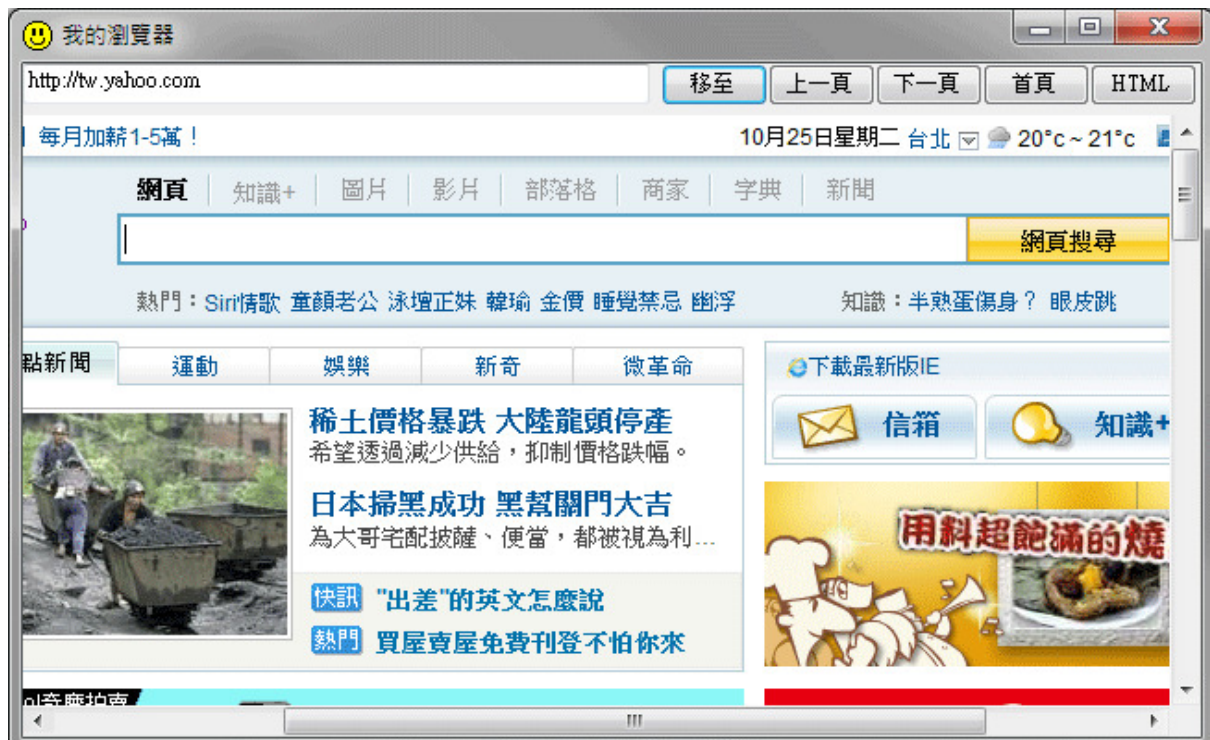 我的瀏覽器
http://tw.yahoo.com 移至 上一頁 下一頁 首頁 HTML
每月加薪1-5萬！ 10月25日星期二 台北 20°c ~ 21°c
網頁 知識+ 圖片 影片 部落格 商家 字典 新聞
網頁搜尋
熱門：Siri情歌 童顏老公 泳壇正妹 韓瑜 金價 睡覺禁忌 幽浮 知識：半熟蛋傷身？ 眼皮跳
點新聞 運動 娛樂 新奇 微革命 下載最新版IE
信箱 知識+
稀土價格暴跌 大陸龍頭停產
希望透過減少供給，抑制價格跌幅。
日本掃黑成功 黑幫關門大吉
為大哥宅配披薩、便當，都被視為利...
用料超飽滿的燒
快訊 "出差"的英文怎麼說
熱門 買屋賣屋免費刊登不怕你來